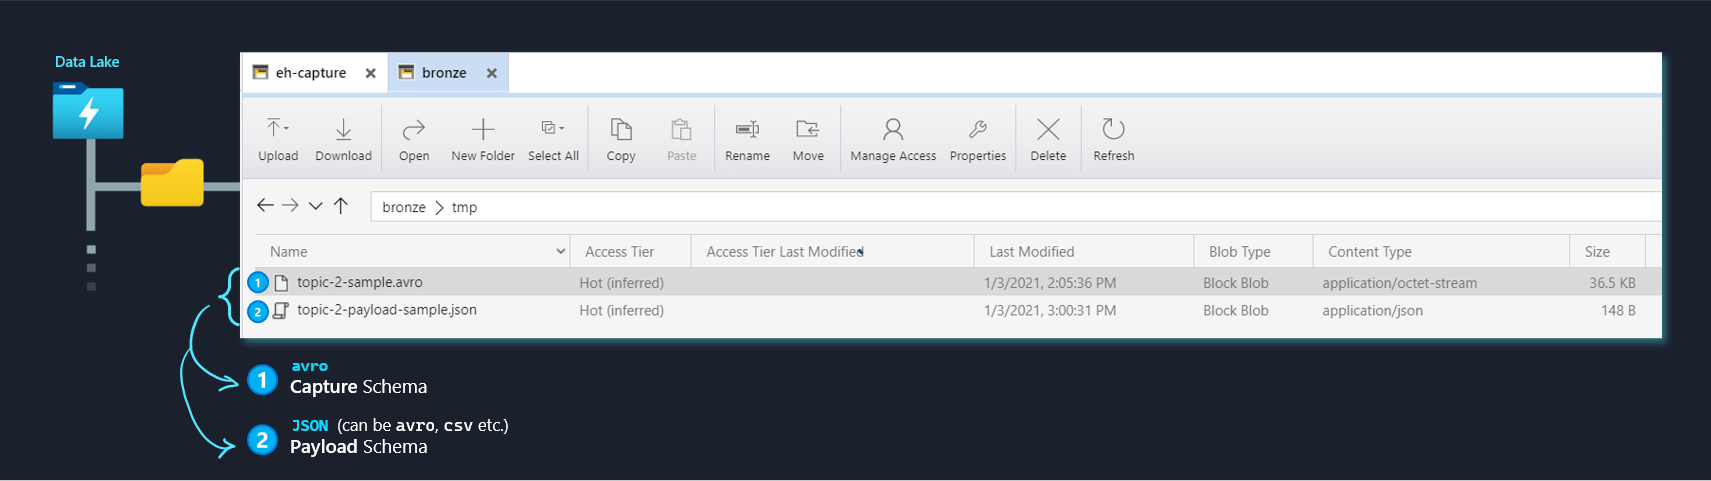 Data Lake
eh-capture
bronze
Upload
Download
Open
New Folder
Select All
Copy
Paste
Rename
Move
Manage Access
Properties
Delete
Refresh
bronze > tmp
Name Access Tier Access Tier Last Modified Last Modified Blob Type Content Type Size
1 topic-2-sample.avro Hot (inferred) 1/3/2021, 2:05:36 PM Block Blob application/octet-stream 36.5 KB
2 topic-2-payload-sample.json Hot (inferred) 1/3/2021, 3:00:31 PM Block Blob application/json 148 B
avro
1 Capture Schema
JSON (can be avro, csv etc.)
2 Payload Schema